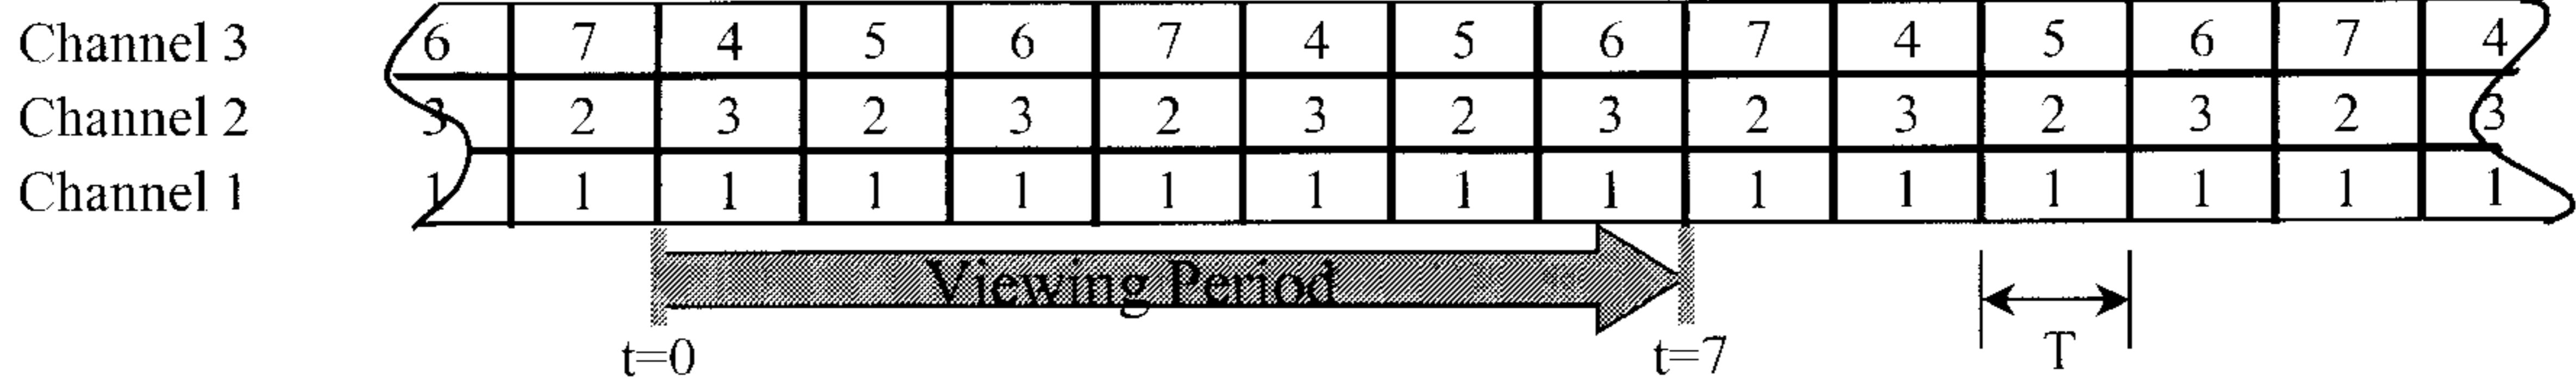 Channel 3 6 7 4 5 6 7 4 5 6 7 4 5 6 7 4
Channel 2 3 2 3 2 3 2 3 2 3 2 3 2 3 2 3
Channel 1 1 1 1 1 1 1 1 1 1 1 1 1 1 1 1
Viewing Period
t=0 t=7 T